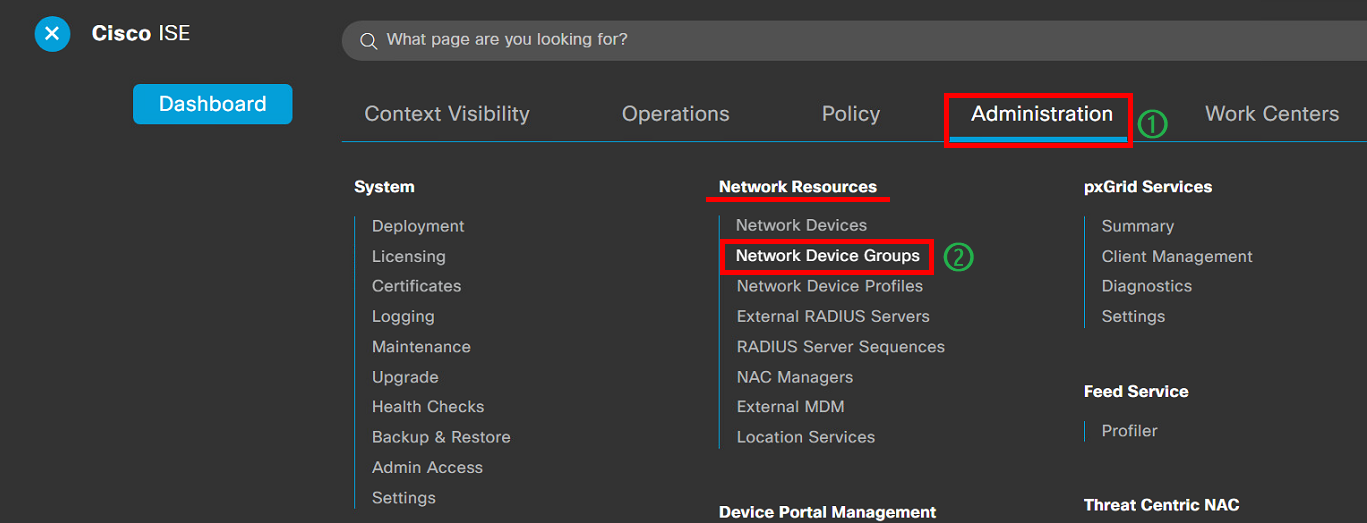 Cisco ISE
What page are you looking for?
Dashboard
Context Visibility
Operations
Policy
Administration
①
Work Centers
System
Deployment
Licensing
Certificates
Logging
Maintenance
Upgrade
Health Checks
Backup & Restore
Admin Access
Settings
Network Resources
Network Devices
Network Device Groups
②
Network Device Profiles
External RADIUS Servers
RADIUS Server Sequences
NAC Managers
External MDM
Location Services
Device Portal Management
pxGrid Services
Summary
Client Management
Diagnostics
Settings
Feed Service
Profiler
Threat Centric NAC